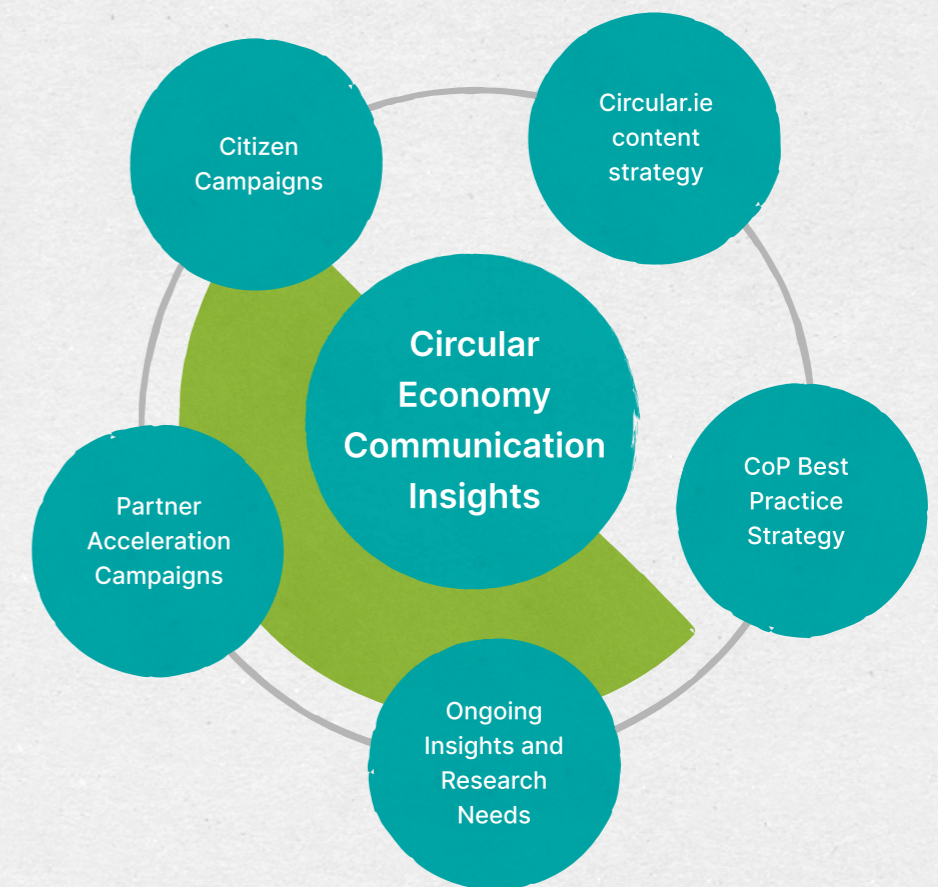 Citizen
Campaigns
Circular.ie
content
strategy
Circular
Economy
Communication
Insights
CoP Best
Practice
Strategy
Partner
Acceleration
Campaigns
Ongoing
Insights and
Research
Needs